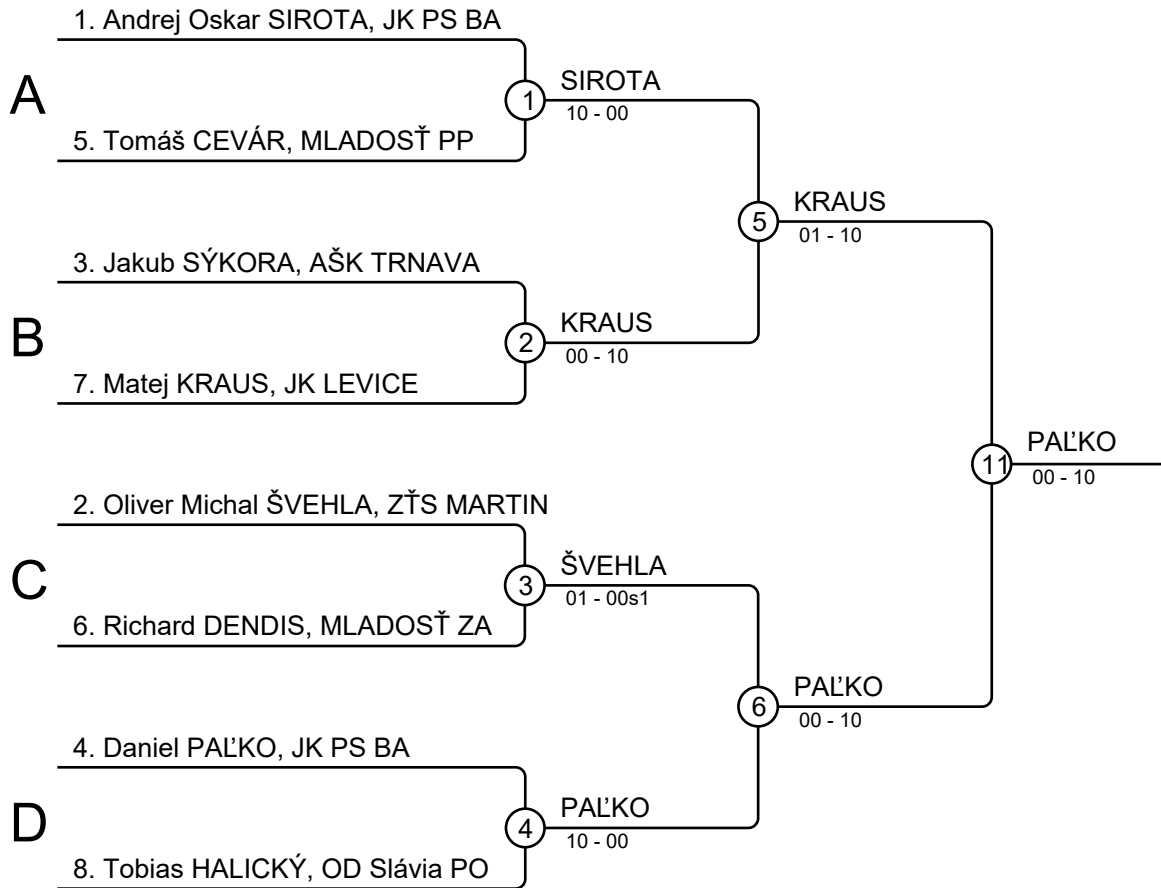 1. Andrej Oskar SIROTA, JK PS BA
A
1
SIROTA
10 - 00
5. Tomáš CEVÁR, MLADOSŤ PP
5
KRAUS
01 - 10
3. Jakub SÝKORA, AŠK TRNAVA
B
2
KRAUS
00 - 10
7. Matej KRAUS, JK LEVICE
11
PAĽKO
00 - 10
2. Oliver Michal ŠVEHLA, ZŤS MARTIN
C
3
ŠVEHLA
01 - 00s1
6. Richard DENDIS, MLADOSŤ ZA
6
PAĽKO
00 - 10
4. Daniel PAĽKO, JK PS BA
D
4
PAĽKO
10 - 00
8. Tobias HALICKÝ, OD Slávia PO